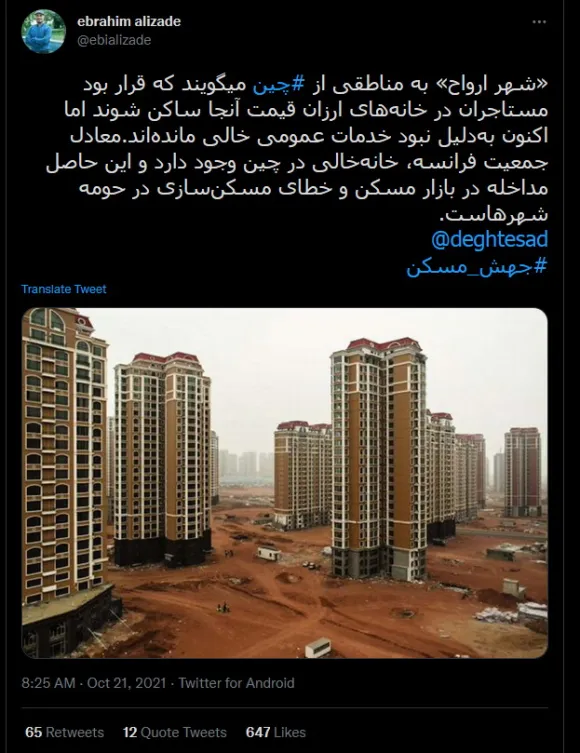 ebrahim alizade
@ebializade
«شهر ارواح» به مناطقی از #چین میگویند که قرار بود
مستاجران در خانه‌های ارزان قیمت آنجا ساکن شوند اما
اکنون به‌دلیل نبود خدمات عمومی خالی مانده‌اند.معادل
جمعیت فرانسه، خانه‌خالی در چین وجود دارد و این حاصل
مداخله در بازار مسکن و خطای مسکن‌سازی در حومه
شهرهاست.
@deghtesad
#جهش_مسکن
Translate Tweet
8:25 AM · Oct 21, 2021 · Twitter for Android
65 Retweets 12 Quote Tweets 647 Likes